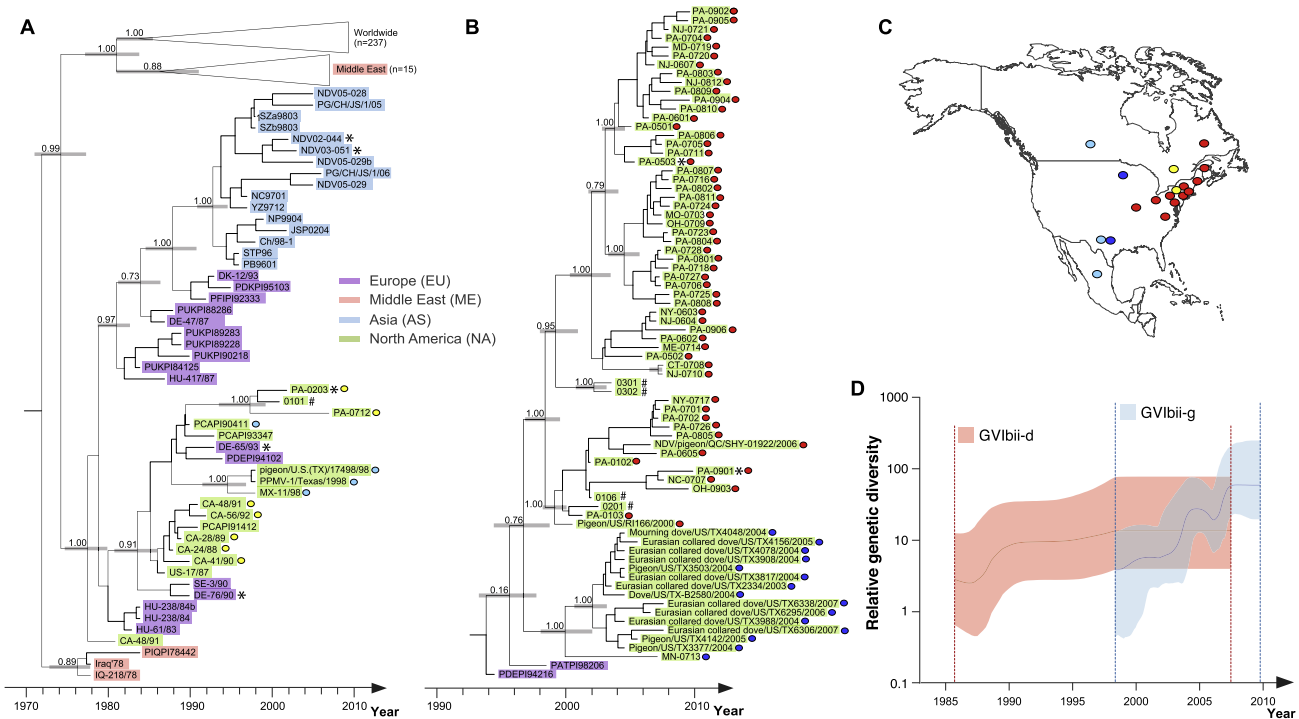 A
1.00
Worldwide
(n=237)
1.00
0.88
Middle East (n=15)
NDV05-028
PG/CH/JS/1/05
SZa9803
SZb9803
NDV02-044 *
0.99
NDV03-051 *
NDV05-029b
PG/CH/JS/1/06
NDV05-029
NC9701
1.00
YZ9712
NP9904
JSP0204
1.00
Ch/98-1
STP96
PB9601
0.73
DK-12/93
PDKPI95103
PFIPI92333
PUKPI88286
0.97
DE-47/87
PUKPI89283
PUKPI89228
PUKPI90218
PUKPI84125
HU-417/87
Europe (EU)
Middle East (ME)
Asia (AS)
North America (NA)
PA-0203 *
1.00
0101 #
PA-0712
PCAPI90411
PCAPI93347
DE-65/93 *
PDEPI94102
pigeon/U.S.(TX)/17498/98
1.00
PPMV-1/Texas/1998
MX-11/98
CA-48/91
CA-56/92
PCAPI91412
CA-28/89
1.00
0.91
CA-24/88
CA-41/90
US-17/87
SE-3/90
DE-76/90 *
HU-238/84b
HU-238/84
HU-61/83
CA-48/91
PIQPI78442
0.89
Iraq'78
IQ-218/78
1970
1980
1990
2000
2010
Year
B
PA-0902
PA-0905
NJ-0721
PA-0704
MD-0719
PA-0720
NJ-0607
PA-0803
NJ-0812
PA-0809
PA-0904
PA-0810
PA-0601
1.00
PA-0501
PA-0806
PA-0705
PA-0711
PA-0503 *
PA-0807
PA-0716
0.79
PA-0802
PA-0811
PA-0724
MO-0703
OH-0709
PA-0723
PA-0804
1.00
PA-0728
PA-0801
PA-0718
1.00
PA-0727
PA-0706
PA-0725
PA-0808
NY-0603
NJ-0604
0.95
PA-0906
PA-0602
ME-0714
PA-0502
CT-0708
NJ-0710
1.00
0301 #
0302 #
NY-0717
PA-0701
1.00
PA-0702
PA-0726
PA-0805
NDV/pigeon/QC/SHY-01922/2006
PA-0605
PA-0102
PA-0901 *
NC-0707
OH-0903
0106 #
1.00
0201 #
PA-0103
0.76
Pigeon/US/RI166/2000
Mourning dove/US/TX4048/2004
Eurasian collared dove/US/TX4156/2005
Eurasian collared dove/US/TX4078/2004
Eurasian collared dove/US/TX3908/2004
Pigeon/US/TX3503/2004
Eurasian collared dove/US/TX3817/2004
Eurasian collared dove/US/TX2334/2003
0.16
Dove/US/TX-B2580/2004
1.00
Eurasian collared dove/US/TX6338/2007
Eurasian collared dove/US/TX6295/2006
Eurasian collared dove/US/TX3988/2004
1.00
Eurasian collared dove/US/TX6306/2007
Pigeon/US/TX4142/2005
Pigeon/US/TX3377/2004
MN-0713
PATPI98206
PDEPI94216
1990
2000
2010
Year
C
D
Relative genetic diversity
1000
100
10
1
0.1
GVIbii-d
GVIbii-g
1985
1990
1995
2000
2005
2010
Year